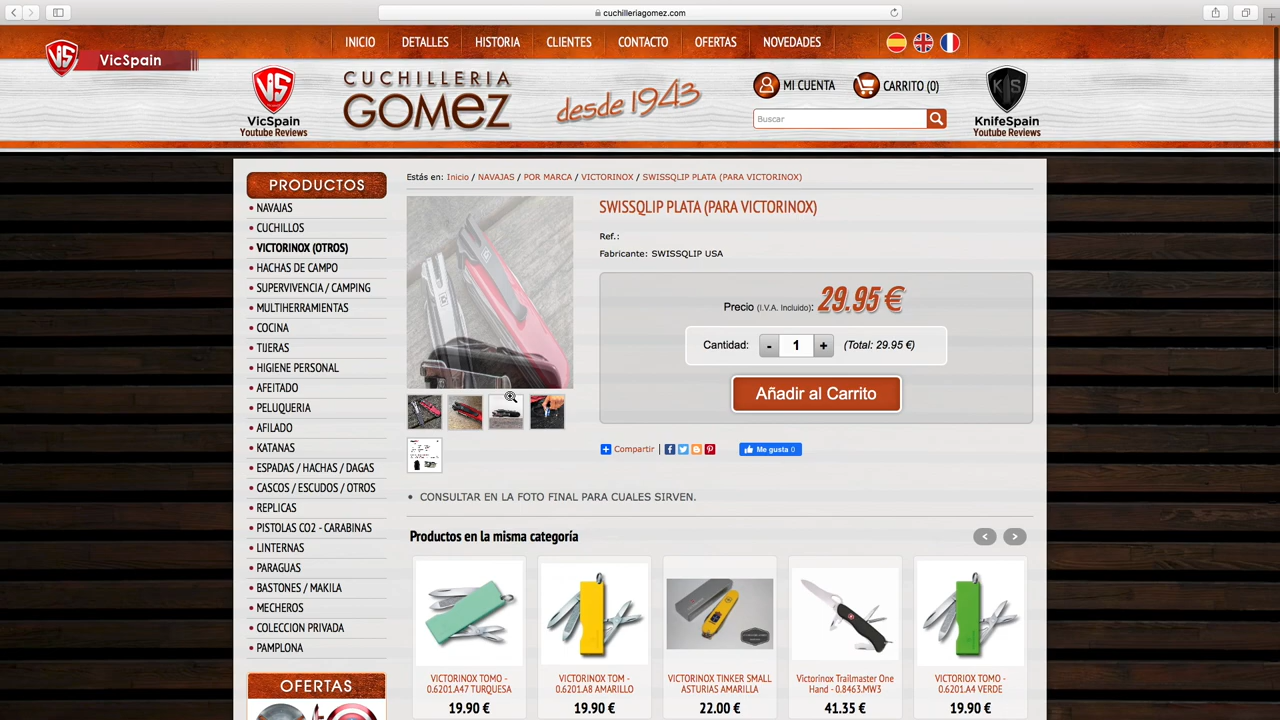 cuchilleriagomez.com
INICIO DETALLES HISTORIA CLIENTES CONTACTO OFERTAS NOVEDADES
VS VicSpain
VS
VicSpain
Youtube Reviews
CUCHILLERIA
GOMEZ
desde 1943
MI CUENTA CARRITO (0)
Buscar
KS
KnifeSpain
Youtube Reviews
PRODUCTOS
NAVAJAS
CUCHILLOS
VICTORINOX (OTROS)
HACHAS DE CAMPO
SUPERVIVENCIA / CAMPING
MULTIHERRAMIENTAS
COCINA
TIJERAS
HIGIENE PERSONAL
AFEITADO
PELUQUERIA
AFILADO
KATANAS
ESPADAS / HACHAS / DAGAS
CASCOS / ESCUDOS / OTROS
REPLICAS
PISTOLAS CO2 - CARABINAS
LINTERNAS
PARAGUAS
BASTONES / MAKILA
MECHEROS
COLECCION PRIVADA
PAMPLONA
OFERTAS
Estás en: Inicio / NAVAJAS / POR MARCA / VICTORINOX / SWISSQLIP PLATA (PARA VICTORINOX)
SWISSQLIP PLATA (PARA VICTORINOX)
Ref.:
Fabricante: SWISSQLIP USA
Precio (I.V.A. Incluido): 29.95 €
Cantidad: - 1 + (Total: 29.95 €)
Añadir al Carrito
Compartir | Me gusta 0
• CONSULTAR EN LA FOTO FINAL PARA CUALES SIRVEN.
Productos en la misma categoría < >
VICTORINOX TOMO -
0.6201.A47 TURQUESA
19.90 €
VICTORINOX TOM -
0.6201.A8 AMARILLO
19.90 €
VICTORINOX TINKER SMALL
ASTURIAS AMARILLA
22.00 €
Victorinox Trailmaster One
Hand - 0.8463.MW3
41.35 €
VICTORIOX TOMO -
0.6201.A4 VERDE
19.90 €